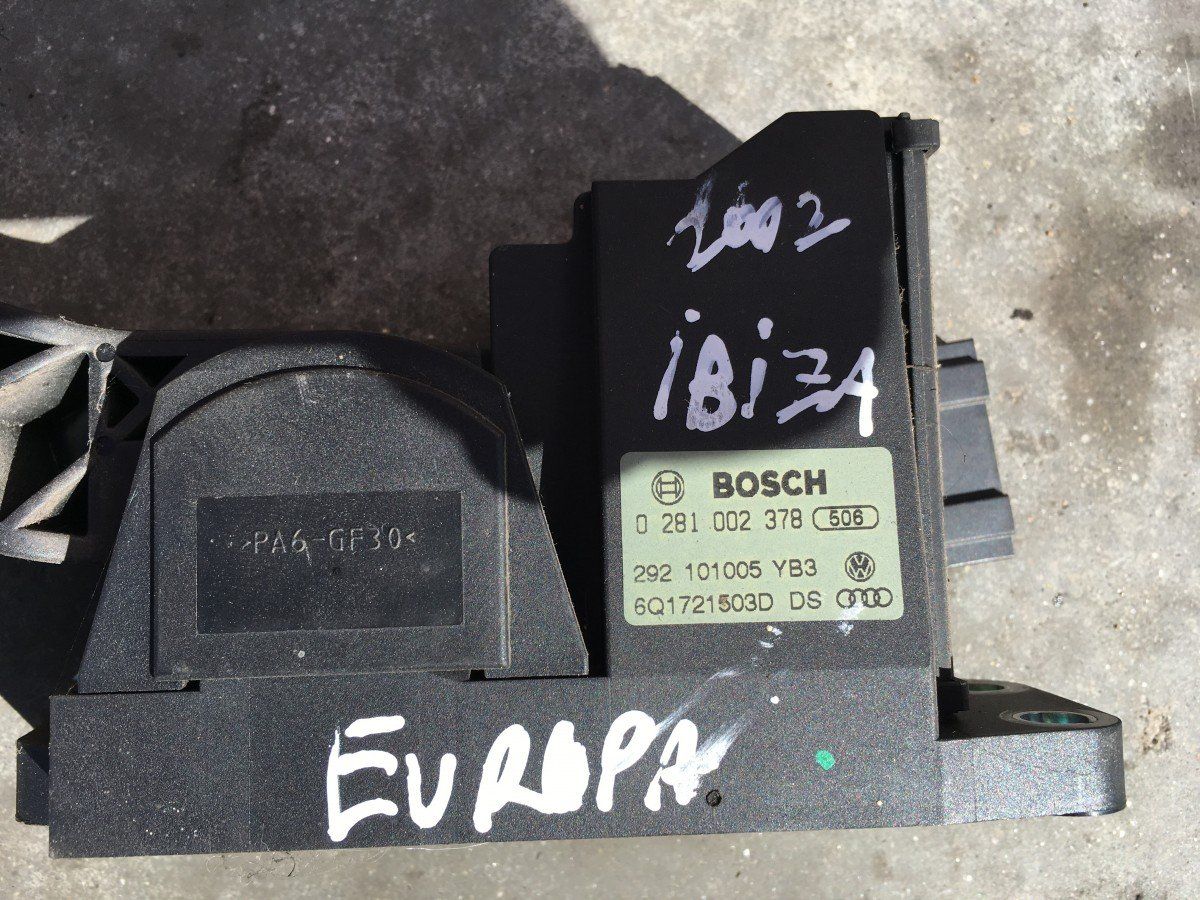 2002
iBiZA
BOSCH
0 281 002 378 506
292 101005 YB3
6Q1721503D DS
>PA6-GF30<
EUROPA